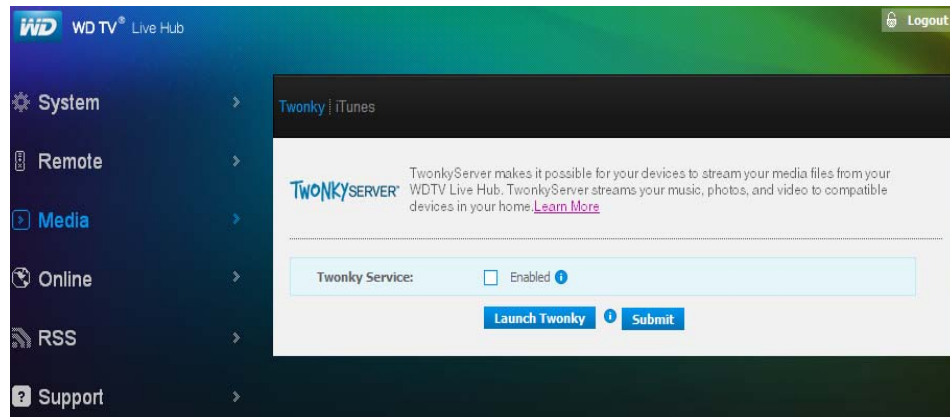 WD WD TV® Live Hub
Logout
System
Remote
Media
Online
RSS
Support
Twonky | iTunes
TWONKYSERVER™
TwonkyServer makes it possible for your devices to stream your media files from your
WDTV Live Hub. TwonkyServer streams your music, photos, and video to compatible
devices in your home.Learn More
Twonky Service:
Enabled
Launch Twonky
Submit